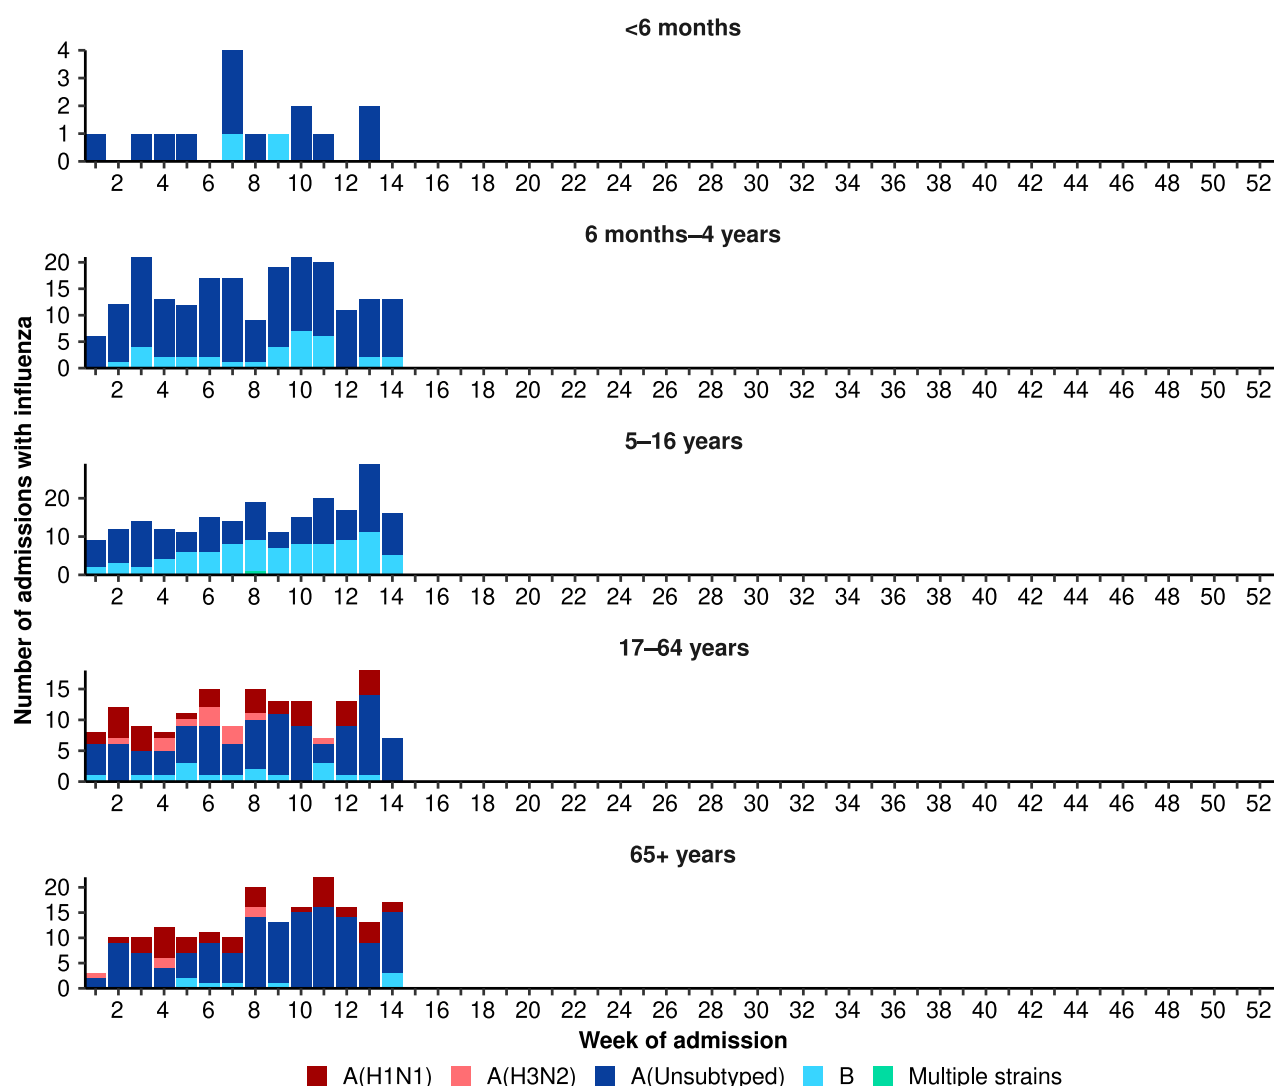 <6 months
4
3
2
1
0
2 4 6 8 10 12 14 16 18 20 22 24 26 28 30 32 34 36 38 40 42 44 46 48 50 52
6 months–4 years
20
15
10
5
0
2 4 6 8 10 12 14 16 18 20 22 24 26 28 30 32 34 36 38 40 42 44 46 48 50 52
5–16 years
20
10
0
2 4 6 8 10 12 14 16 18 20 22 24 26 28 30 32 34 36 38 40 42 44 46 48 50 52
17–64 years
15
10
5
0
2 4 6 8 10 12 14 16 18 20 22 24 26 28 30 32 34 36 38 40 42 44 46 48 50 52
65+ years
20
15
10
5
0
2 4 6 8 10 12 14 16 18 20 22 24 26 28 30 32 34 36 38 40 42 44 46 48 50 52
Number of admissions with influenza
Week of admission
A(H1N1) A(H3N2) A(Unsubtyped) B Multiple strains